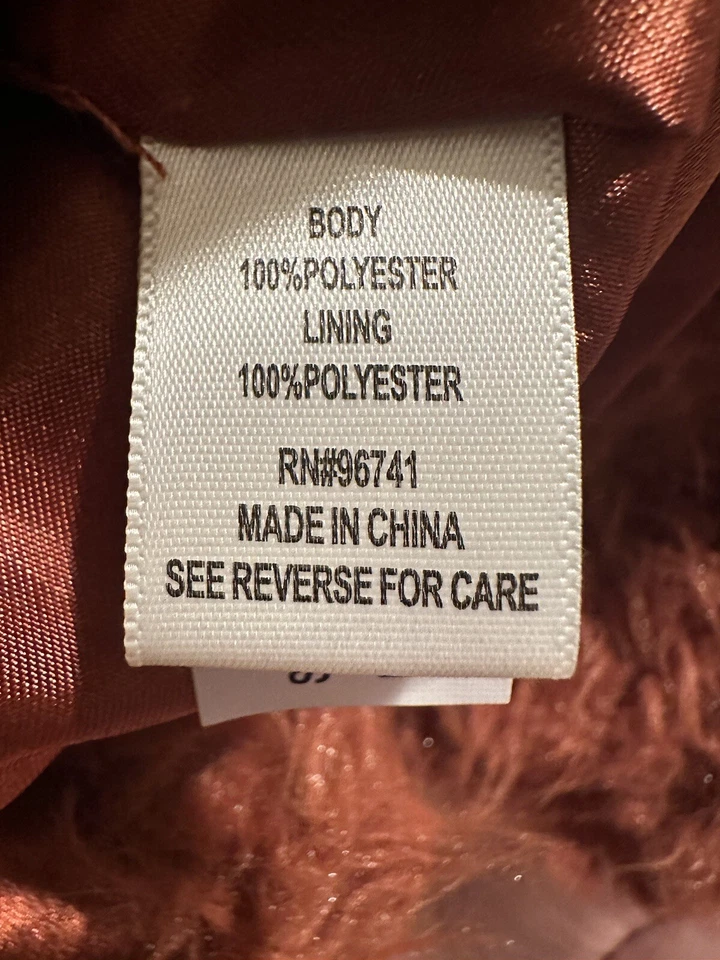 BODY
100%POLYESTER
LINING
100%POLYESTER
RN#96741
MADE IN CHINA
SEE REVERSE FOR CARE